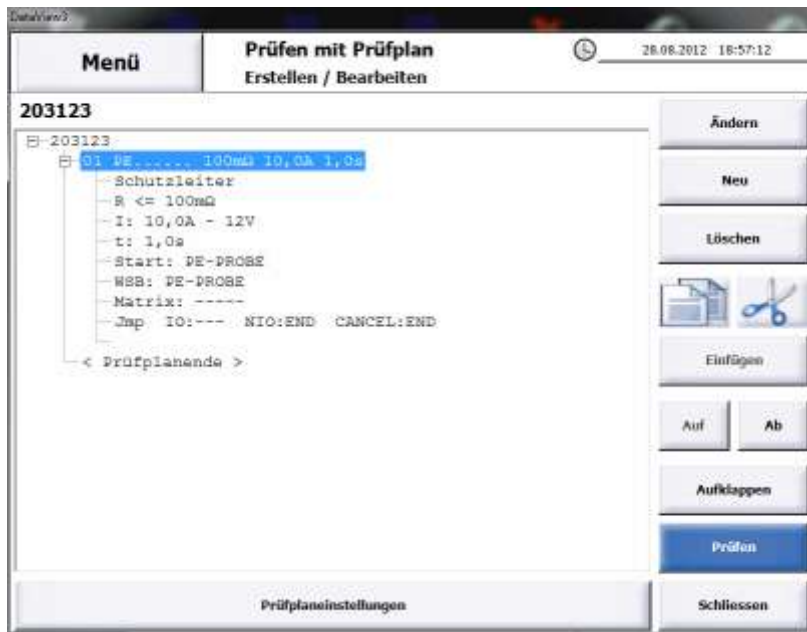 DataView3
Menü
Prüfen mit Prüfplan
Erstellen / Bearbeiten
28.08.2012 18:57:12
203123
203123
01 PE...... 100mΩ 10,0A 1,0s
Schutzleiter
R <= 100mΩ
I: 10,0A - 12V
t: 1,0s
Start: PE-PROBE
WSB: PE-PROBE
Matrix: -----
Jmp IO:--- NIO:END CANCEL:END
< Prüfplanende >
Ändern
Neu
Löschen
Einfügen
Auf
Ab
Aufklappen
Prüfen
Prüfplaneinstellungen
Schliessen